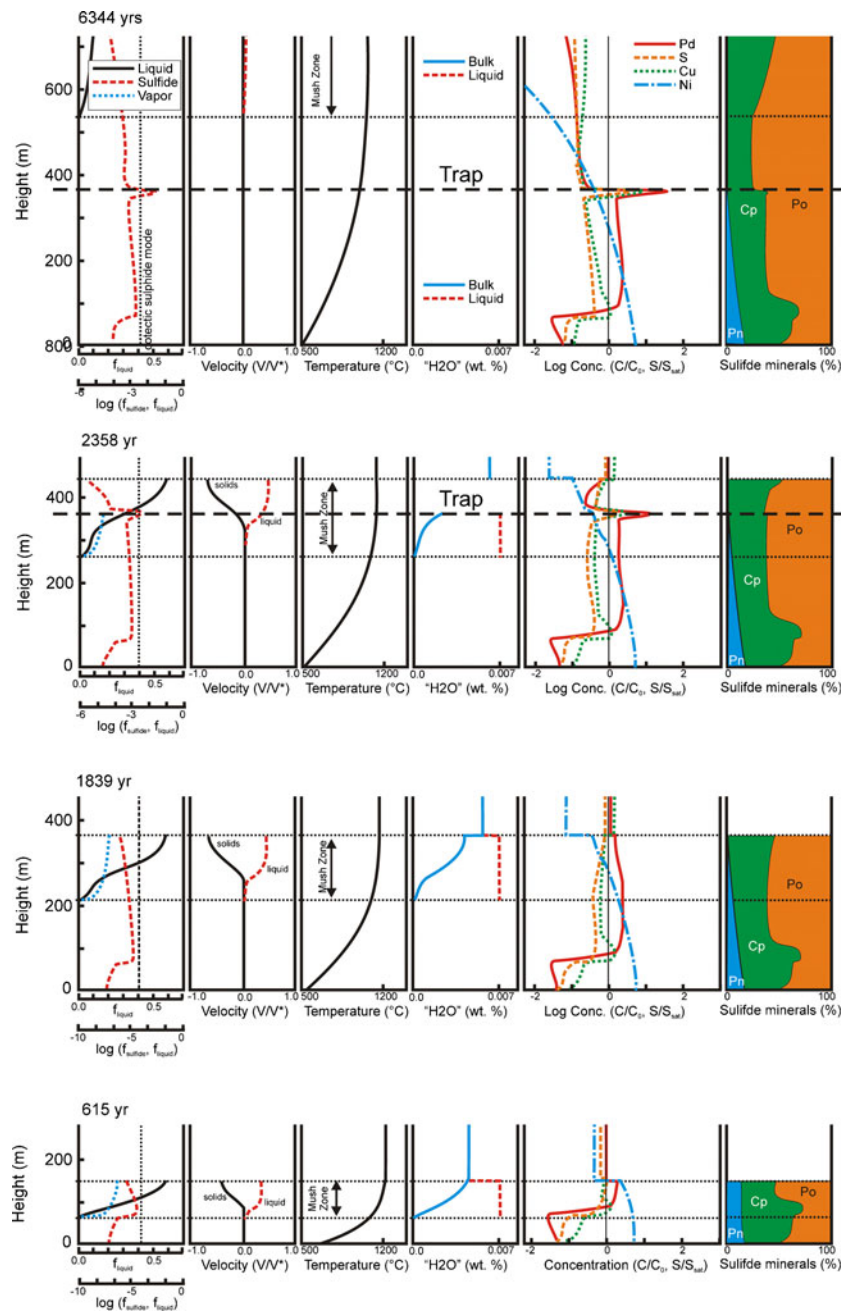 6344 yrs
Liquid
Sulfide
Vapor
Mush Zone
Bulk
Liquid
Pd
S
Cu
Ni
600
400
200
800
0
Height (m)
cotectic sulphide mode
Trap
Bulk
Liquid
Cp
Po
Pn
0.0 0.5
f liquid
-6 -3 0
log (f sulfide, f liquid)
-1.0 0.0 1.0
Velocity (V/V*)
500 1200
Temperature (°C)
0.0 0.007
“H2O” (wt. %)
-2 0 2
Log Conc. (C/C0, S/Ssat)
0 100
Sulifde minerals (%)
2358 yr
solids
liquid
Mush Zone
Trap
400
200
0
Height (m)
Po
Cp
Pn
0.0 0.5
f liquid
-6 -3 0
log (f sulfide, f liquid)
-1.0 0.0 1.0
Velocity (V/V*)
500 1200
Temperature (°C)
0.0 0.007
“H2O” (wt. %)
-2 0 2
Log Conc. (C/C0, S/Ssat)
0 100
Sulifde minerals (%)
1839 yr
solids
liquid
Mush Zone
400
200
0
Height (m)
Po
Cp
Pn
0.0 0.5
f liquid
-10 -5 0
log (f sulfide, f liquid)
-1.0 0.0 1.0
Velocity (V/V*)
500 1200
Temperature (°C)
0.0 0.007
“H2O” (wt. %)
-2 0 2
Log Conc. (C/C0, S/Ssat)
0 100
Sulifde minerals (%)
615 yr
solids
liquid
Mush
Zone
200
0
Height (m)
Cp
Po
Pn
0.0 0.5
f liquid
-10 -5 0
log (f sulfide, f liquid)
-1.0 0.0 1.0
Velocity (V/V*)
500 1200
Temperature (°C)
0.0 0.007
“H2O” (wt. %)
-2 0 2
Concentration (C/C0, S/Ssat)
0 100
Sulifde minerals (%)